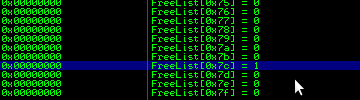 0x00000000 FreeList[0x75] = 0
0x00000000 FreeList[0x76] = 0
0x00000000 FreeList[0x77] = 0
0x00000000 FreeList[0x78] = 0
0x00000000 FreeList[0x79] = 0
0x00000000 FreeList[0x7a] = 0
0x00000000 FreeList[0x7b] = 0
0x00000000 FreeList[0x7c] = 1
0x00000000 FreeList[0x7d] = 0
0x00000000 FreeList[0x7e] = 0
0x00000000 FreeList[0x7f] = 0